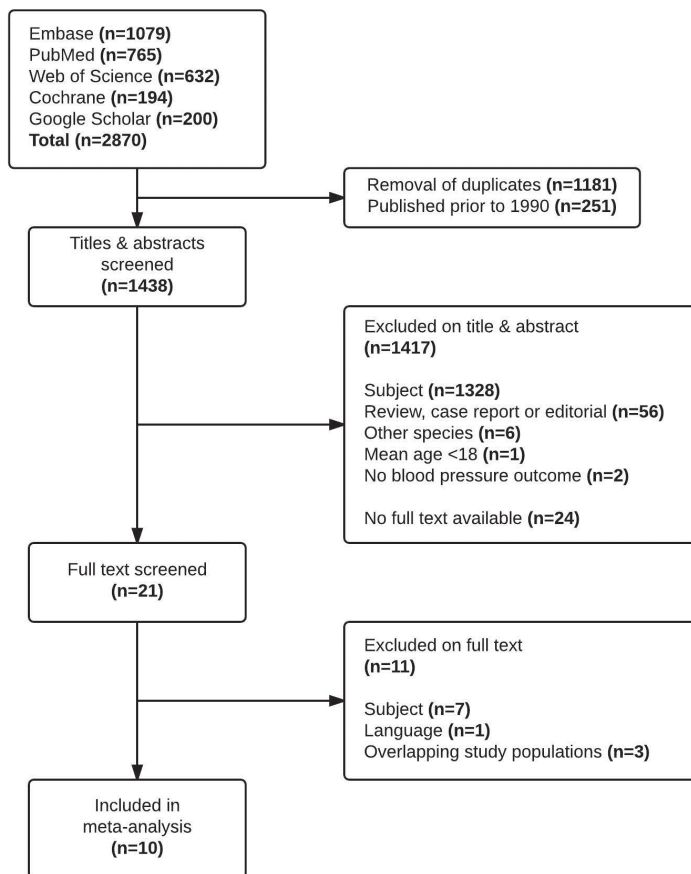 Embase (n=1079)
PubMed (n=765)
Web of Science (n=632)
Cochrane (n=194)
Google Scholar (n=200)
Total (n=2870)
Removal of duplicates (n=1181)
Published prior to 1990 (n=251)
Titles & abstracts
screened
(n=1438)
Excluded on title & abstract
(n=1417)
Subject (n=1328)
Review, case report or editorial (n=56)
Other species (n=6)
Mean age <18 (n=1)
No blood pressure outcome (n=2)
No full text available (n=24)
Full text screened
(n=21)
Excluded on full text
(n=11)
Subject (n=7)
Language (n=1)
Overlapping study populations (n=3)
Included in
meta-analysis
(n=10)